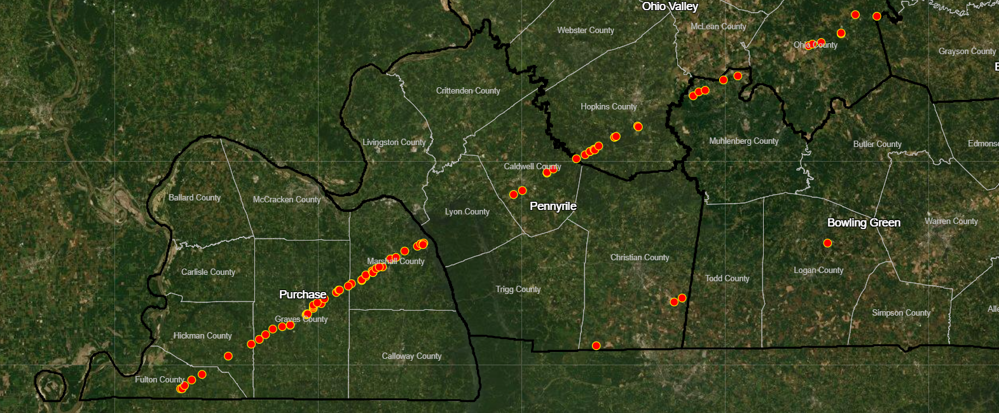 Ohio Valley
McLean County
Webster County
Ohio County
Grayson County
Crittenden County
Hopkins County
Livingston County
Muhlenberg County
Butler County
Caldwell County
Ballard County
McCracken County
Pennyrile
Lyon County
Bowling Green
Warren County
Christian County
Marshall County
Logan County
Carlisle County
Todd County
Trigg County
Purchase
Simpson County
Graves County
Hickman County
Calloway County
Fulton County